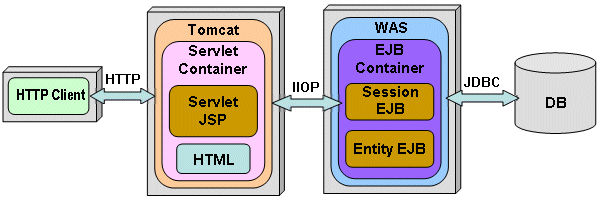 HTTP Client
HTTP
Tomcat
Servlet
Container
Servlet
JSP
HTML
IIOP
WAS
EJB
Container
Session
EJB
Entity EJB
JDBC
DB